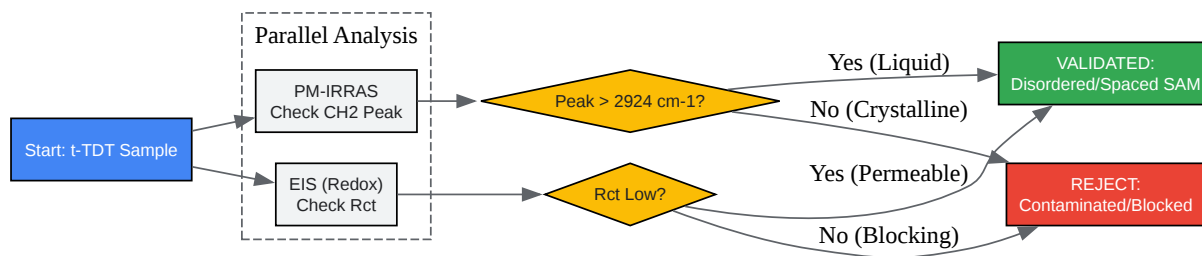 Parallel Analysis
Start: t-TDT Sample
PM-IRRAS
Check CH2 Peak
EIS (Redox)
Check Rct
Peak > 2924 cm-1?
Rct Low?
Yes (Liquid)
No (Crystalline)
Yes (Permeable)
No (Blocking)
VALIDATED:
Disordered/Spaced SAM
REJECT:
Contaminated/Blocked